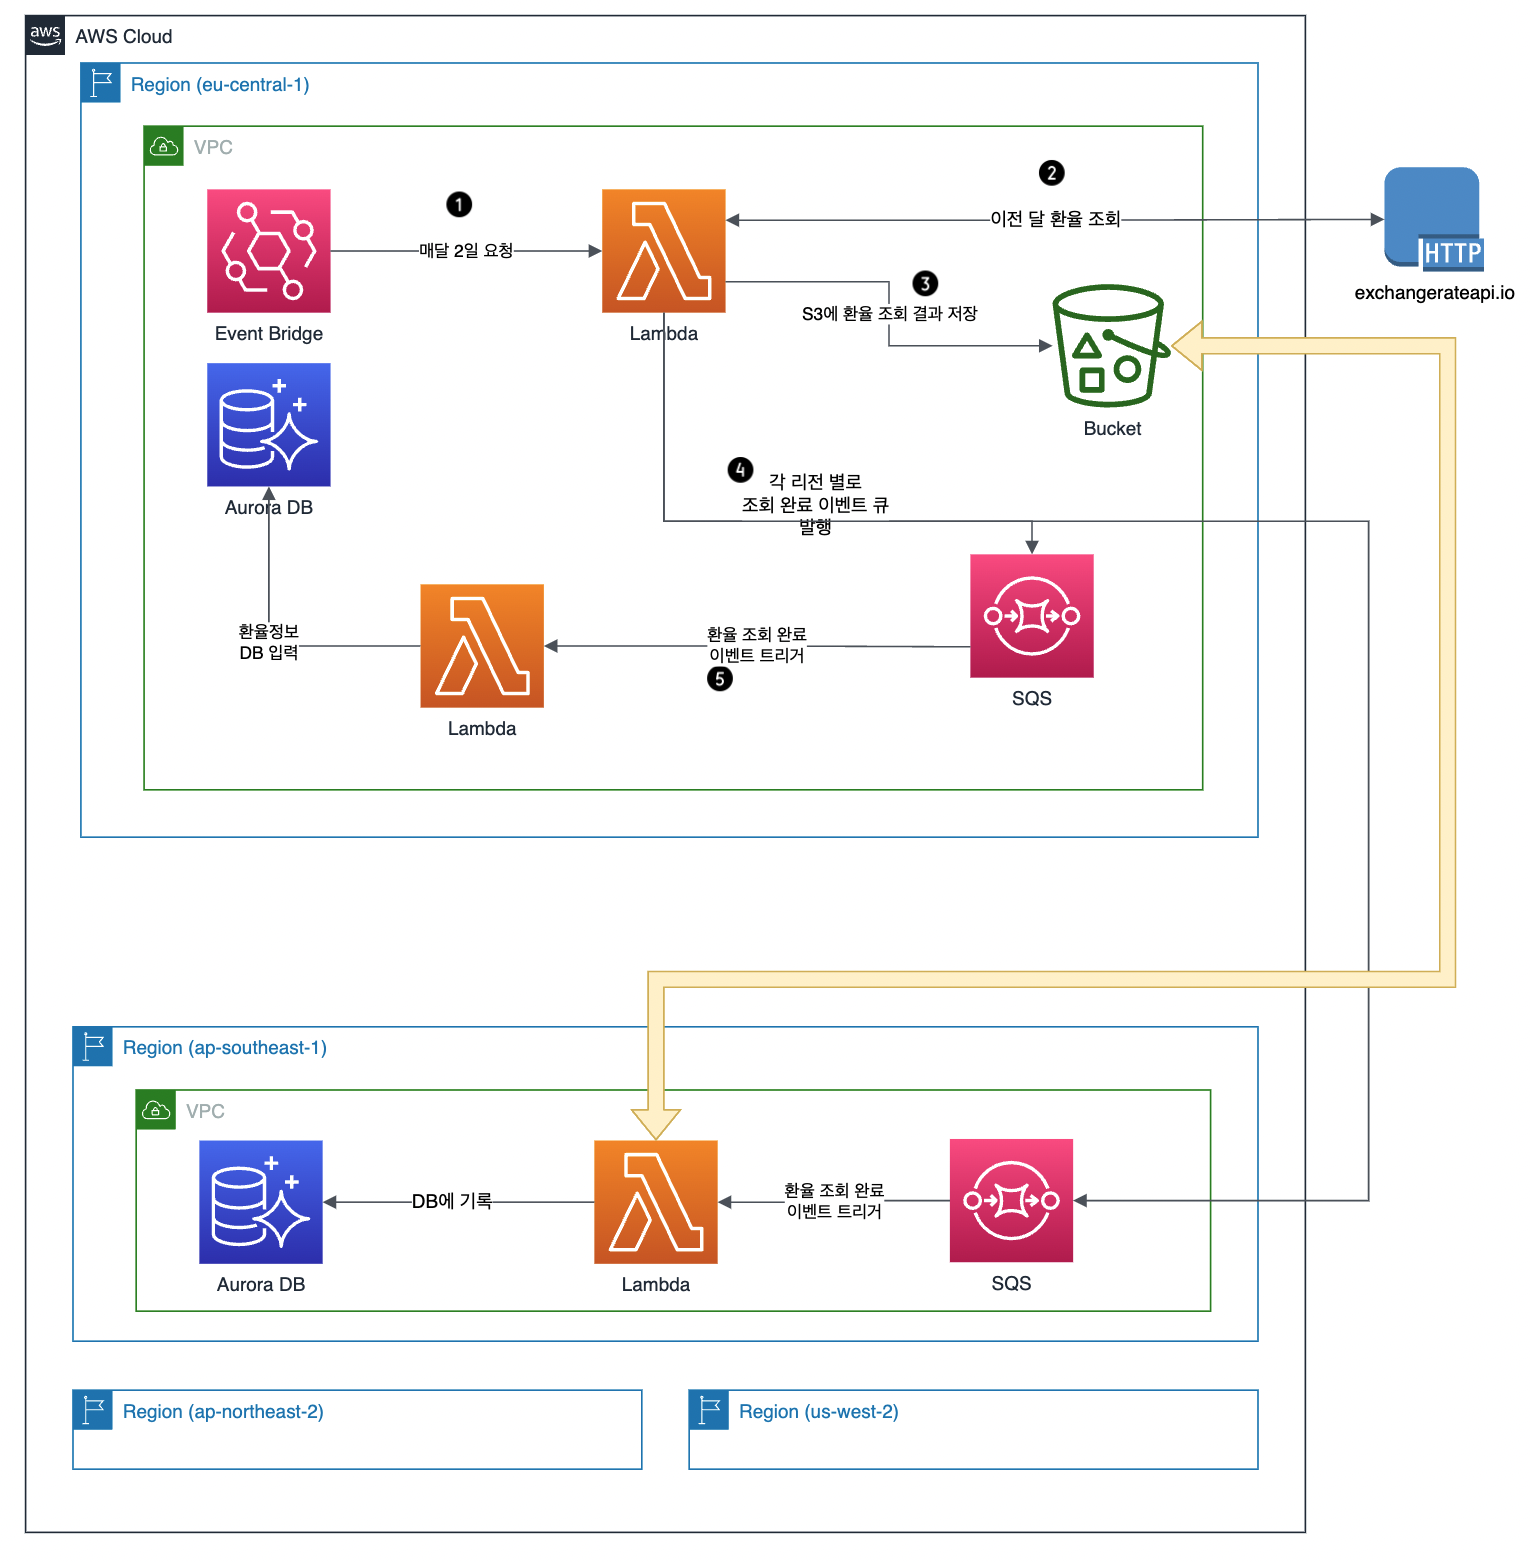 aws
AWS Cloud
Region (eu-central-1)
VPC
1
매달 2일 요청
Event Bridge
Lambda
2
이전 달 환율 조회
HTTP
exchangerateapi.io
3
S3에 환율 조회 결과 저장
Bucket
Aurora DB
4
각 리전 별로
조회 완료 이벤트 큐
발행
환율정보
DB 입력
Lambda
환율 조회 완료
이벤트 트리거
5
SQS
Region (ap-southeast-1)
VPC
Aurora DB
DB에 기록
Lambda
환율 조회 완료
이벤트 트리거
SQS
Region (ap-northeast-2)
Region (us-west-2)